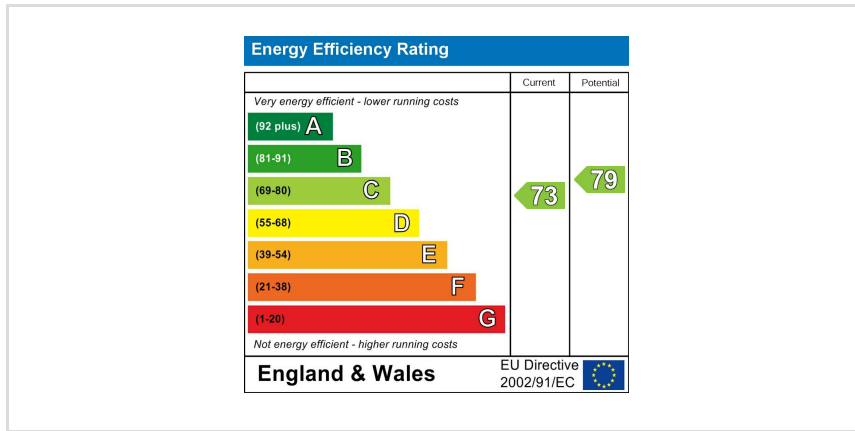 Energy Efficiency Rating
Current Potential
Very energy efficient - lower running costs
(92 plus) A
(81-91) B
(69-80) C
73 79
(55-68) D
(39-54) E
(21-38) F
(1-20) G
Not energy efficient - higher running costs
England & Wales
EU Directive
2002/91/EC